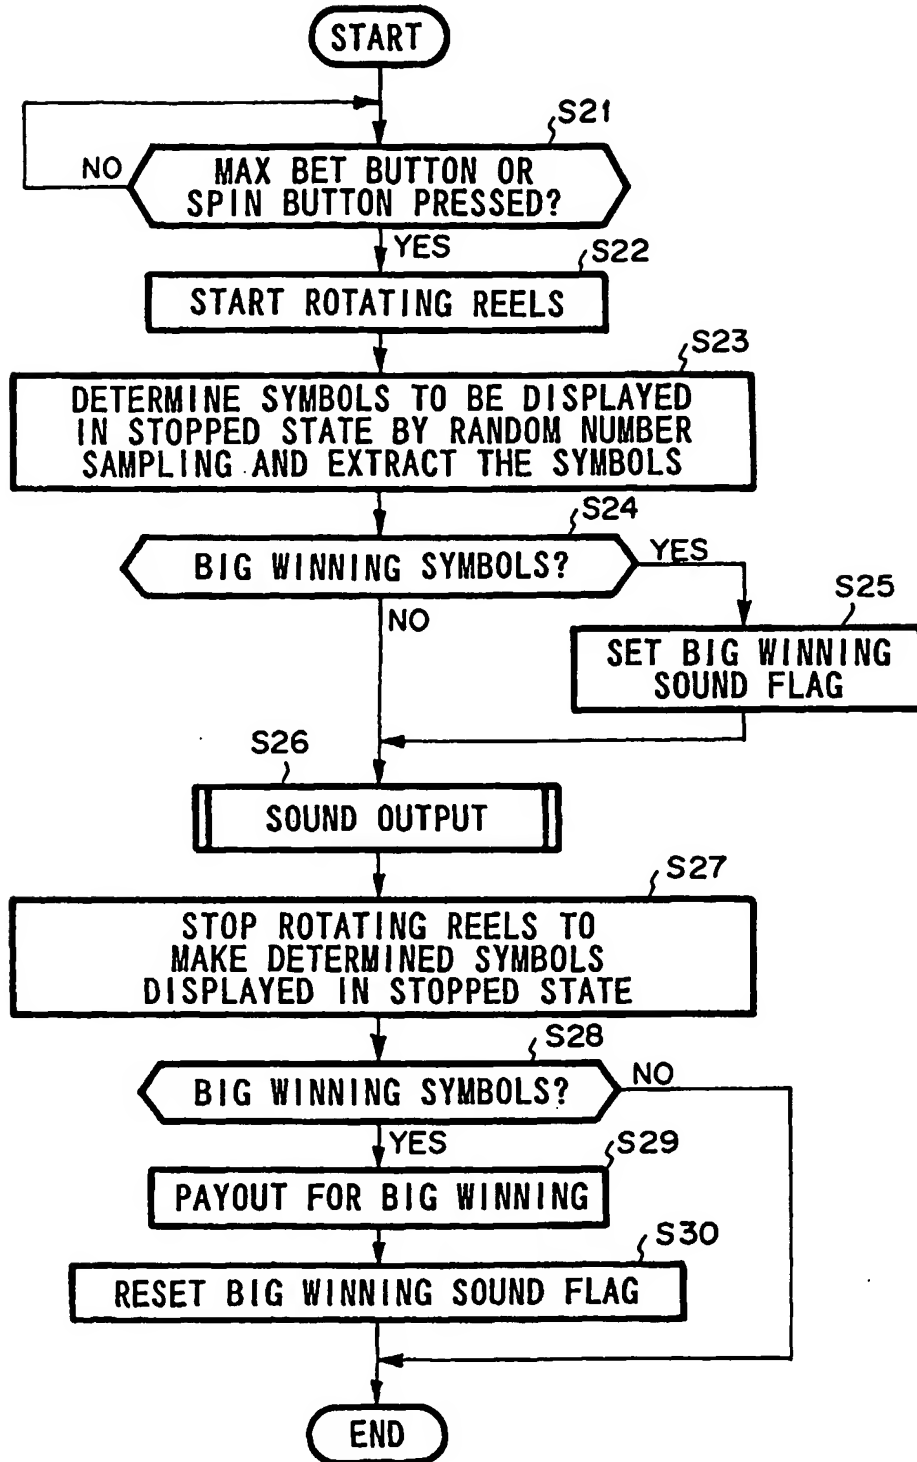 START
S21
NO
MAX BET BUTTON OR
SPIN BUTTON PRESSED?
YES
S22
START ROTATING REELS
S23
DETERMINE SYMBOLS TO BE DISPLAYED
IN STOPPED STATE BY RANDOM NUMBER
SAMPLING AND EXTRACT THE SYMBOLS
S24
BIG WINNING SYMBOLS?
YES
NO
S25
SET BIG WINNING
SOUND FLAG
S26
SOUND OUTPUT
S27
STOP ROTATING REELS TO
MAKE DETERMINED SYMBOLS
DISPLAYED IN STOPPED STATE
S28
BIG WINNING SYMBOLS?
NO
YES
S29
PAYOUT FOR BIG WINNING
S30
RESET BIG WINNING SOUND FLAG
END